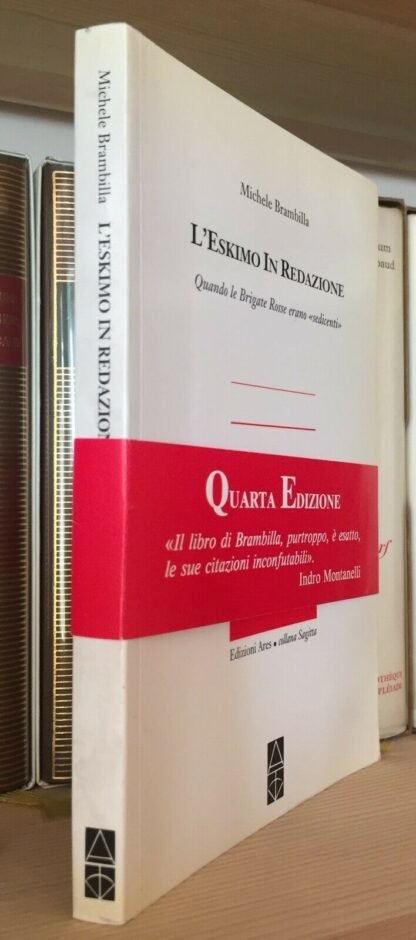 Michele Brambilla L'ESKIMO IN REDAZION
Michele Brambilla
L'ESKIMO IN REDAZIONE
Quando le Brigate Rosse erano «sedicenti»
QUARTA EDIZIONE
«Il libro di Brambilla, purtroppo, è esatto,
le sue citazioni inconfutabili».
Indro Montanelli
Edizioni Ares • collana Sagitta